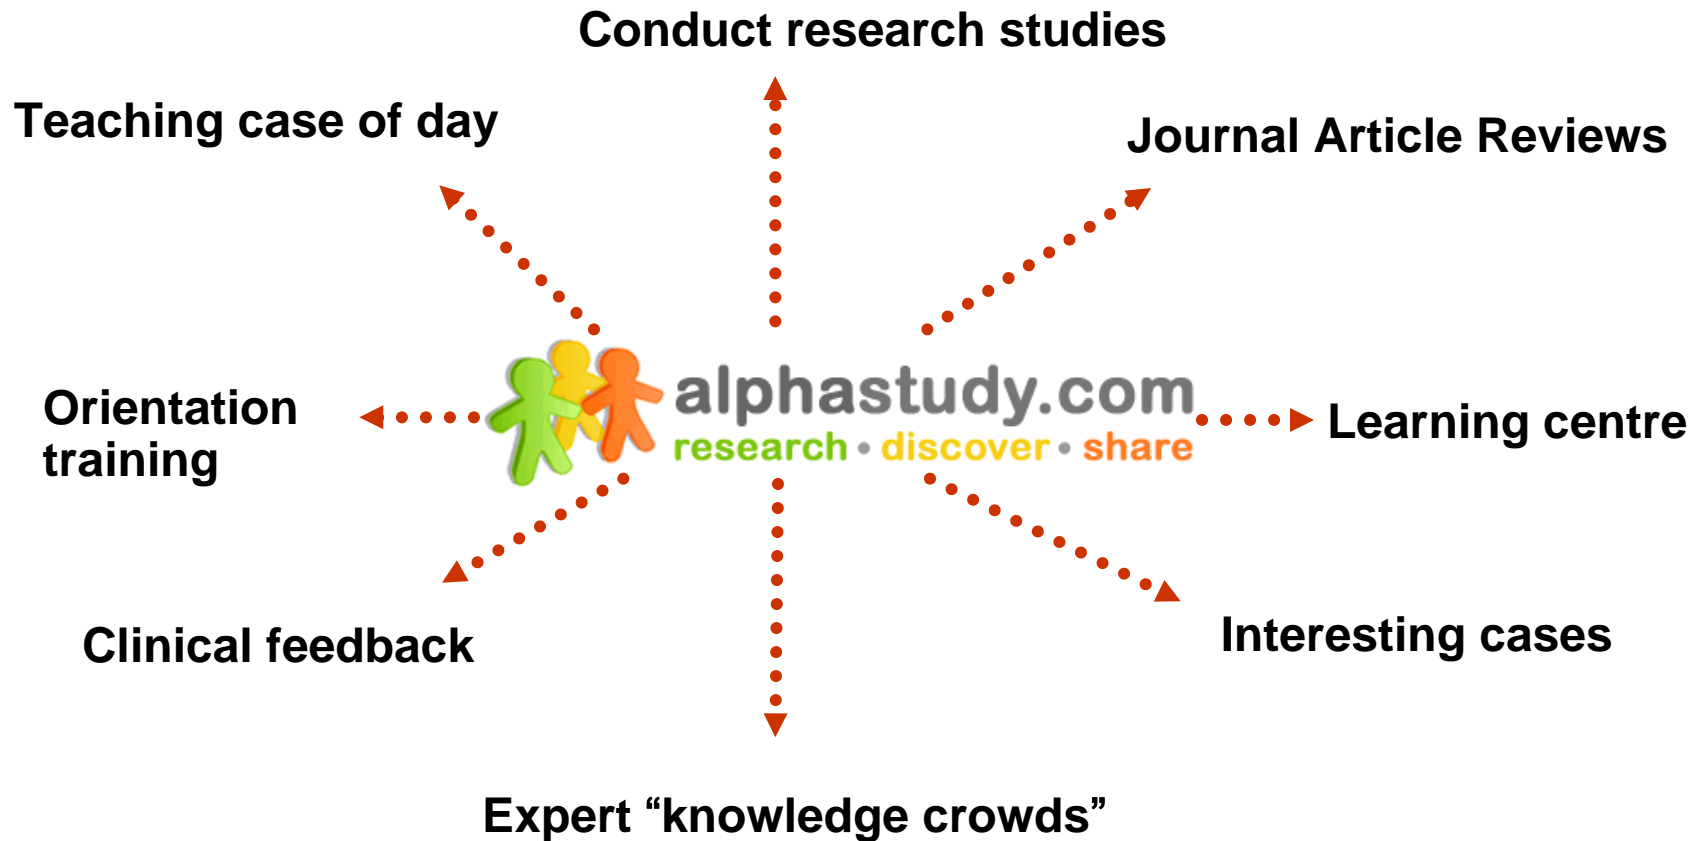 Conduct research studies
Teaching case of day
Journal Article Reviews
alphastudy.com
research • discover • share
Orientation
training
Learning centre
Clinical feedback
Interesting cases
Expert “knowledge crowds”